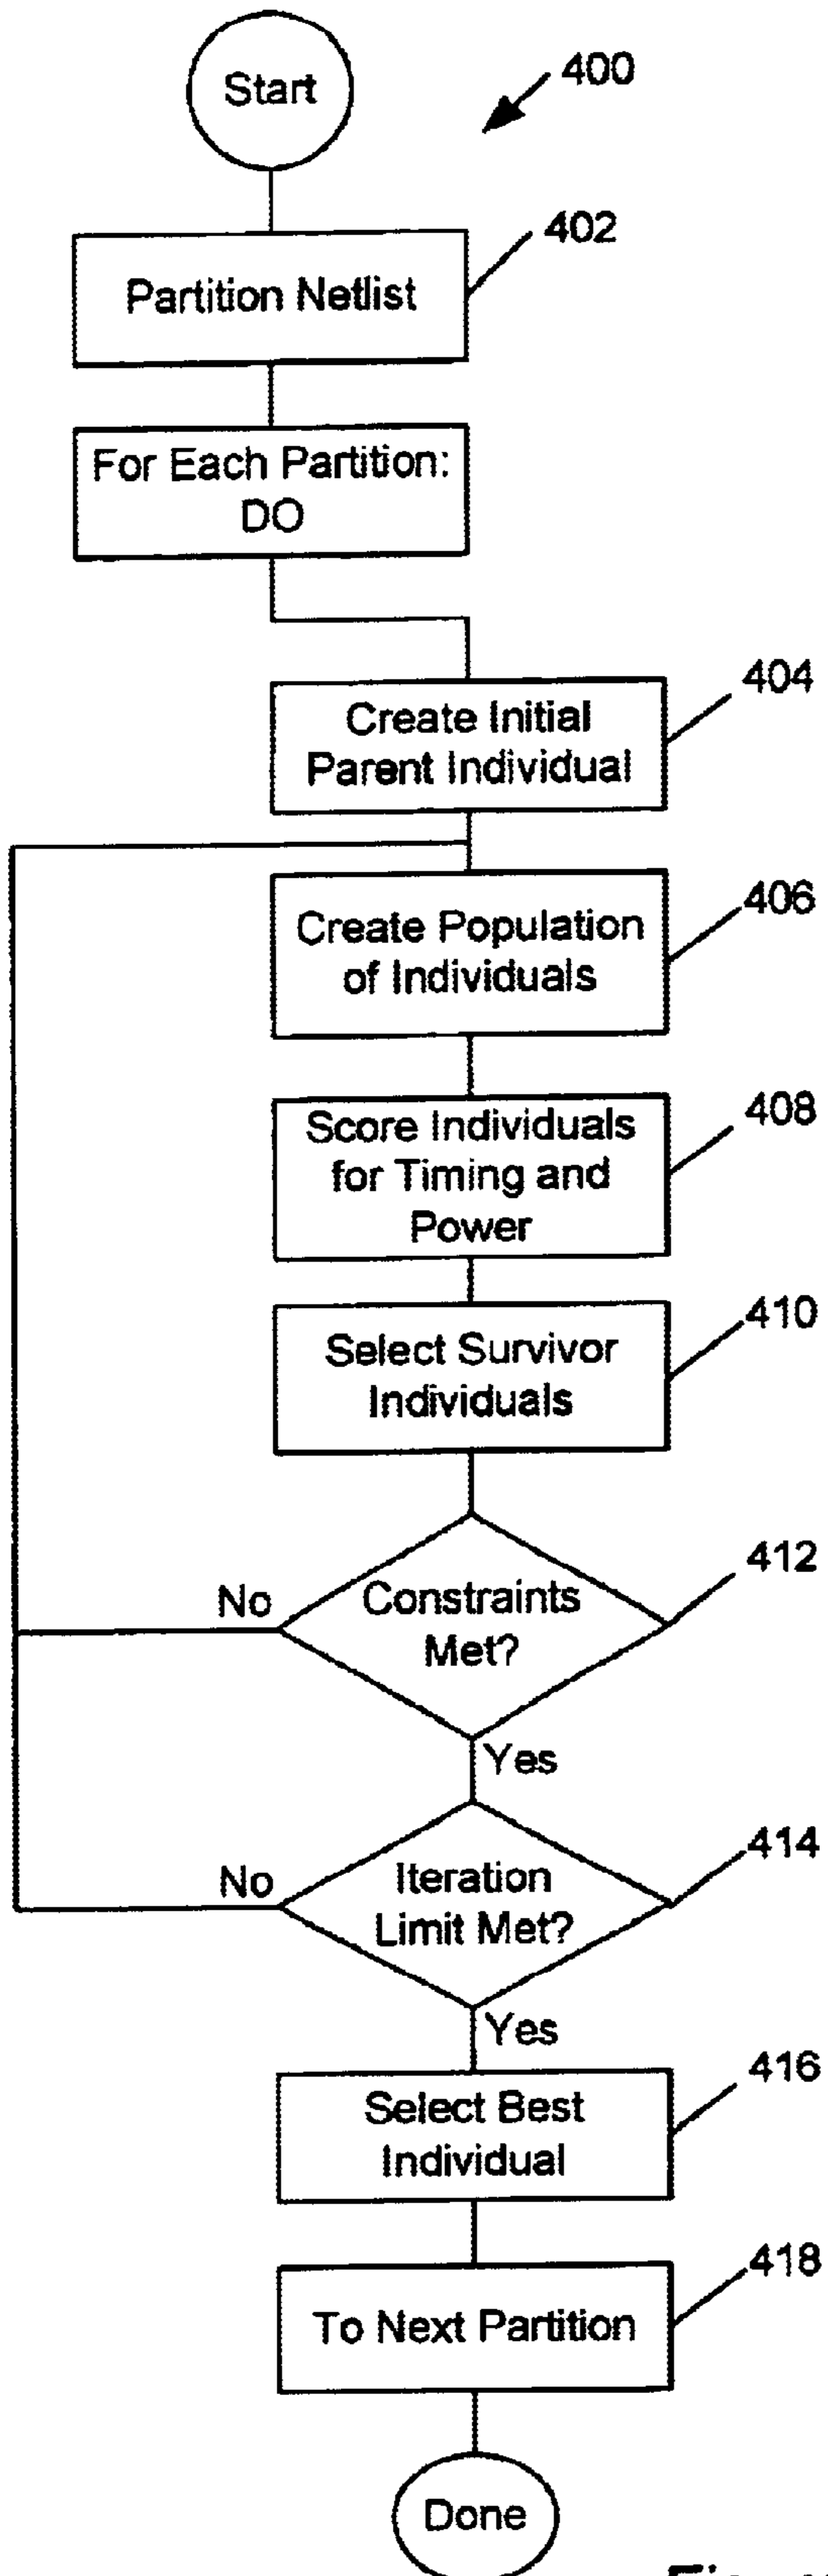 Start
400
402
Partition Netlist
For Each Partition:
DO
404
Create Initial
Parent Individual
406
Create Population
of Individuals
408
Score Individuals
for Timing and
Power
410
Select Survivor
Individuals
412
No
Constraints
Met?
Yes
414
No
Iteration
Limit Met?
Yes
416
Select Best
Individual
418
To Next Partition
Done